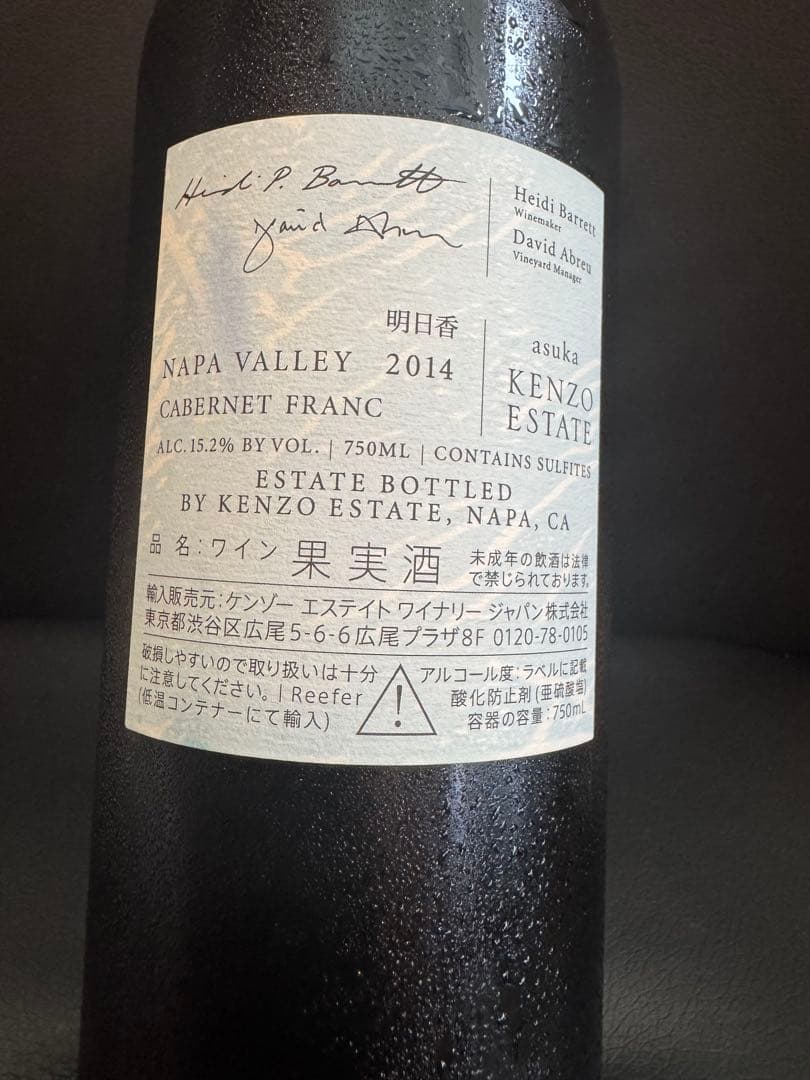 Heidi P. Barrett
David Abreu
Heidi Barrett
Winemaker
David Abreu
Vineyard Manager
明日香
NAPA VALLEY 2014
CABERNET FRANC
asuka
KENZO
ESTATE
ALC. 15.2% BY VOL. | 750ML | CONTAINS SULFITES
ESTATE BOTTLED
BY KENZO ESTATE, NAPA, CA
品 名：ワイン 果実酒
未成年の飲酒は法律
で禁じられております。
輸入販売元：ケンゾー エステイト ワイナリー ジャパン株式会社
東京都渋谷区広尾5-6-6広尾プラザ8F 0120-78-0105
破損しやすいので取り扱いは十分
に注意してください。 | Reefer
(低温コンテナーにて輸入)
!
アルコール度：ラベルに記載
酸化防止剤 (亜硫酸塩)
容器の容量：750mL